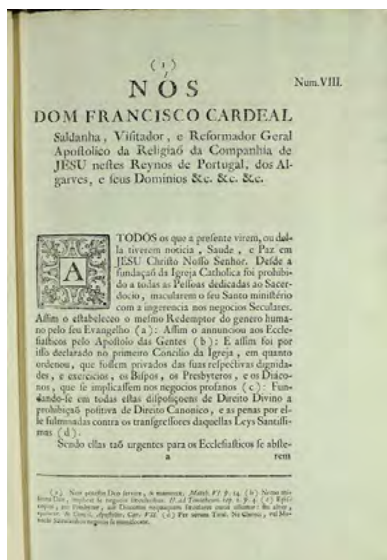 ( 1 )
NÓS
Num. VIII.
DOM FRANCISCO CARDEAL
Saldanha, Viſitador, e Reformador Geral
Apoſtolico da Religiaõ da Companhia de
JESU neſtes Reynos de Portugal, dos Al-
garves, e ſeus Dominios &c. &c. &c.
A TODOS os que a preſente virem, ou del-
la tiverem noticia, Saude, e Paz em
JESU Chriſto Noſſo Senhor. Deſde a
fundaçaõ da Igreja Catholica foi prohibi-
do a todas as Peſſoas dedicadas ao Sacer-
docio, macularem o ſeu Santo miniſtério
com a ingerencia nos negocios Seculares.
Aſſim o eſtabeleceo o meſmo Redemptor do genero huma-
no pelo ſeu Evangelho (a): Aſſim o annunciou aos Eccle-
ſiaſticos pelo Apoſtolo das Gentes (b): E aſſim foi por
iſſo declarado no primeiro Concilio da Igreja, em quanto
ordenou, que foſſem privados das ſuas reſpectivas dignida-
des, e exercicios, os Biſpos, os Presbyteros, e os Diáco-
nos, que ſe implicaſſem nos negocios profanos (c): Fun-
dando-ſe em todas eſtas diſpoſiçoens de Direito Divino a
prohibiçaõ poſitiva de Direito Canonico, e as penas por el-
le fulminadas contra os transgreſſores daquellas Leys Santiſſi-
mas (d).
Sendo eſtas taõ urgentes para os Eccleſiaſticos ſe abſte-
a
rem